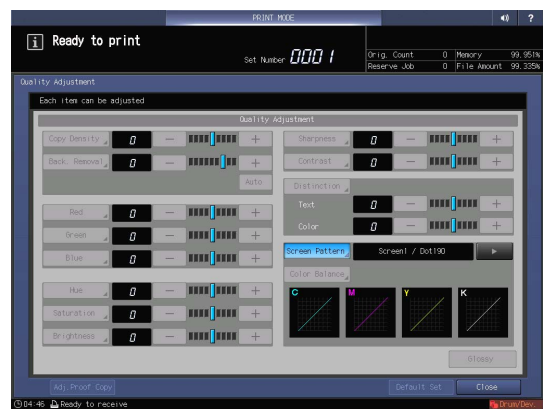 PRINT MODE
?
i Ready to print
Set Number 0001
Orig. Count 0 Memory 99.951%
Reserve Job 0 File Amount 99.335%
Quality Adjustment
Each item can be adjusted
Quality Adjustment
Copy Density 0 − +
Back. Removal 0 − +
Auto
Red 0 − +
Green 0 − +
Blue 0 − +
Hue 0 − +
Saturation 0 − +
Brightness 0 − +
Sharpness 0 − +
Contrast 0 − +
Distinction
Text 0 − +
Color 0 − +
Screen Pattern Screen1 / Dot190
Color Balance
C M Y K
Glossy
Adj.Proof Copy Default Set Close
04:46 Ready to receive Drum/Dev.